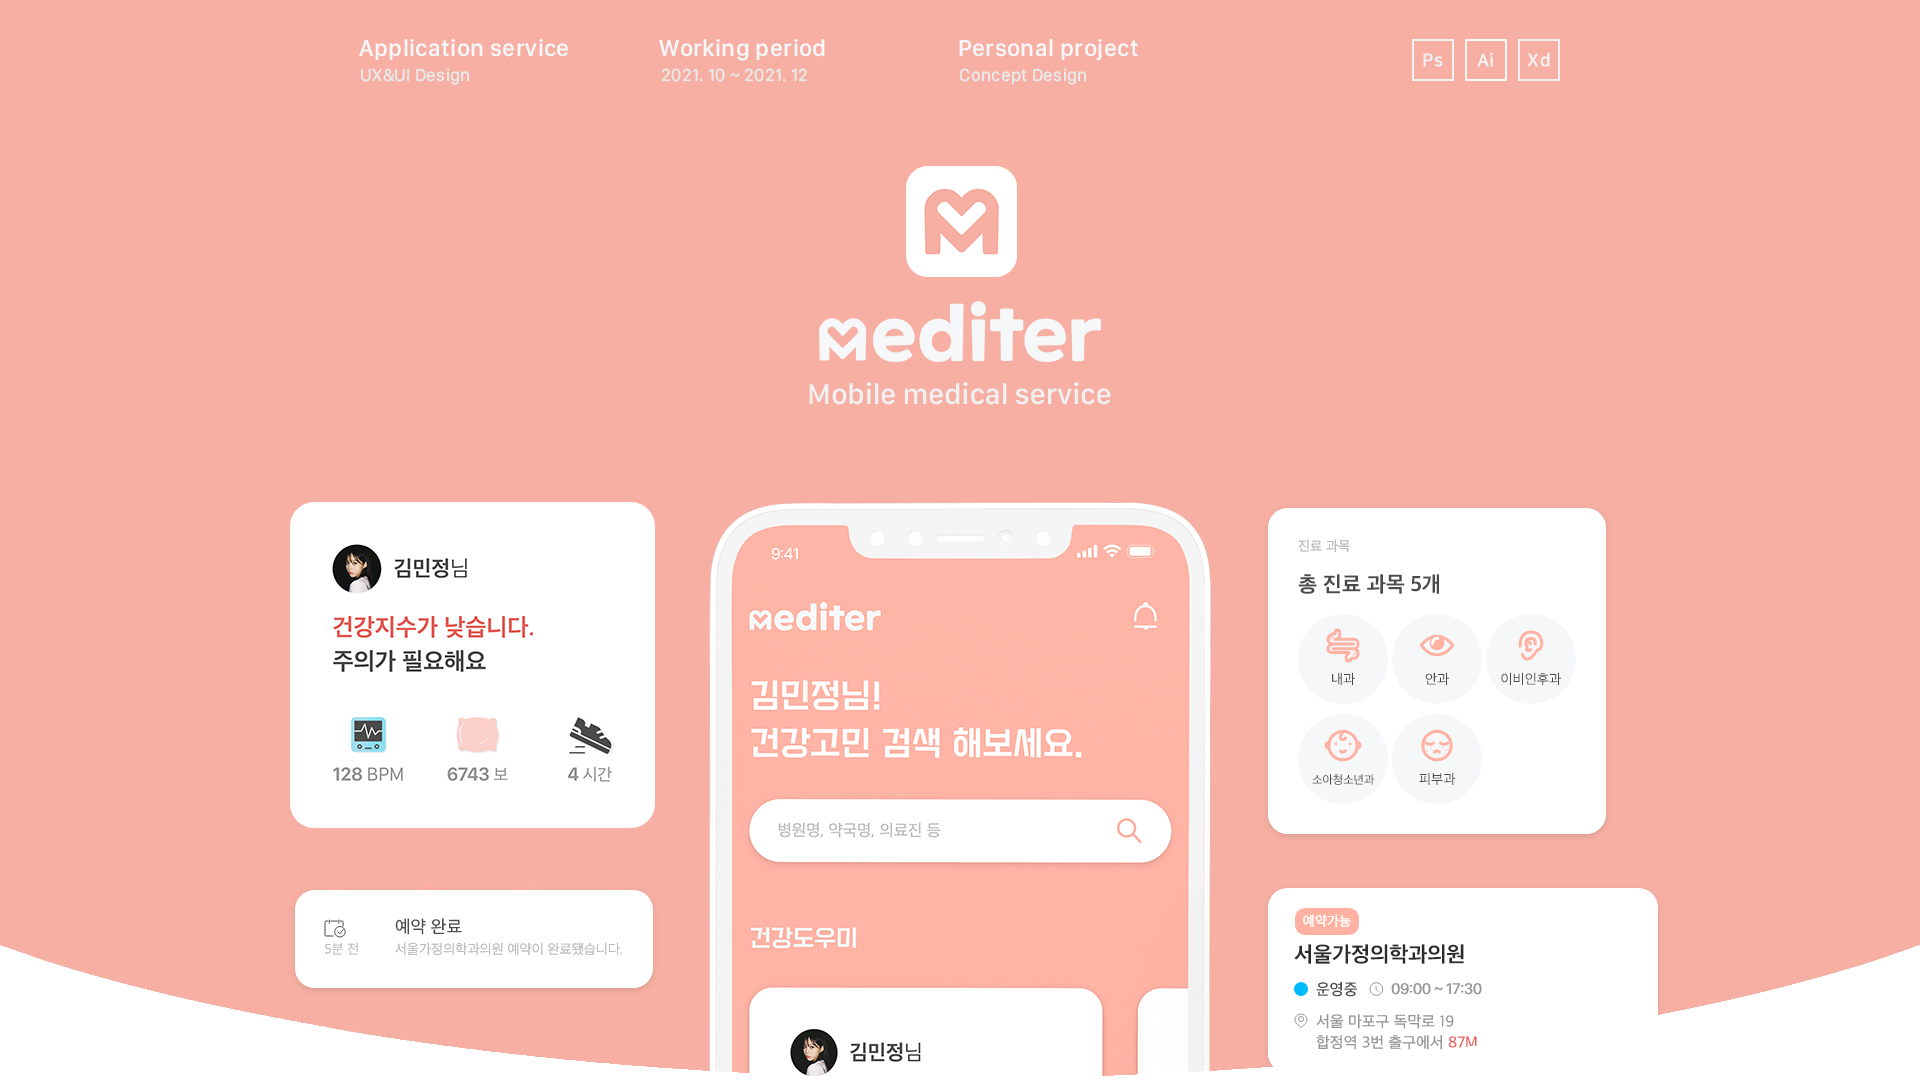 Application service
UX&UI Design
Working period
2021. 10 ~ 2021. 12
Personal project
Concept Design
Ps
Ai
Xd
mediter
Mobile medical service
김민정님
건강지수가 낮습니다.
주의가 필요해요
128 BPM
6743 보
4 시간
예약 완료
5분 전
서울가정의학과의원 예약이 완료됐습니다.
9:41
mediter
김민정님!
건강고민 검색 해보세요.
병원명, 약국명, 의료진 등
건강도우미
김민정님
진료 과목
총 진료 과목 5개
내과
안과
이비인후과
소아청소년과
피부과
예약가능
서울가정의학과의원
운영중
09:00 ~ 17:30
서울 마포구 독막로 19
합정역 3번 출구에서 87M